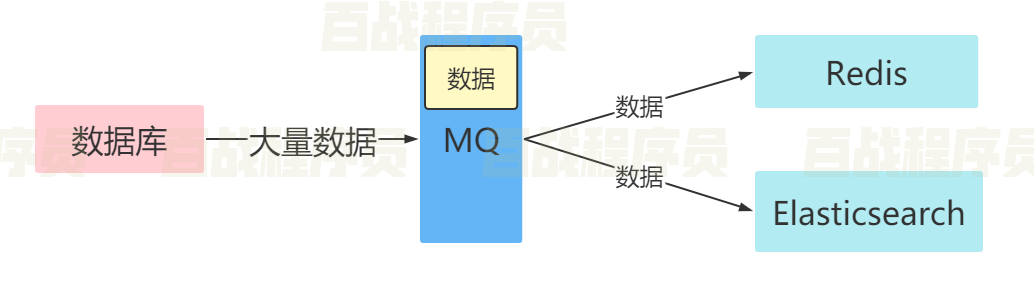 百战程序员
数据
Redis
数据
数据库
大量数据
MQ
序员
百战程序员
百战程序员
百战程序员
数据
Elasticsearch